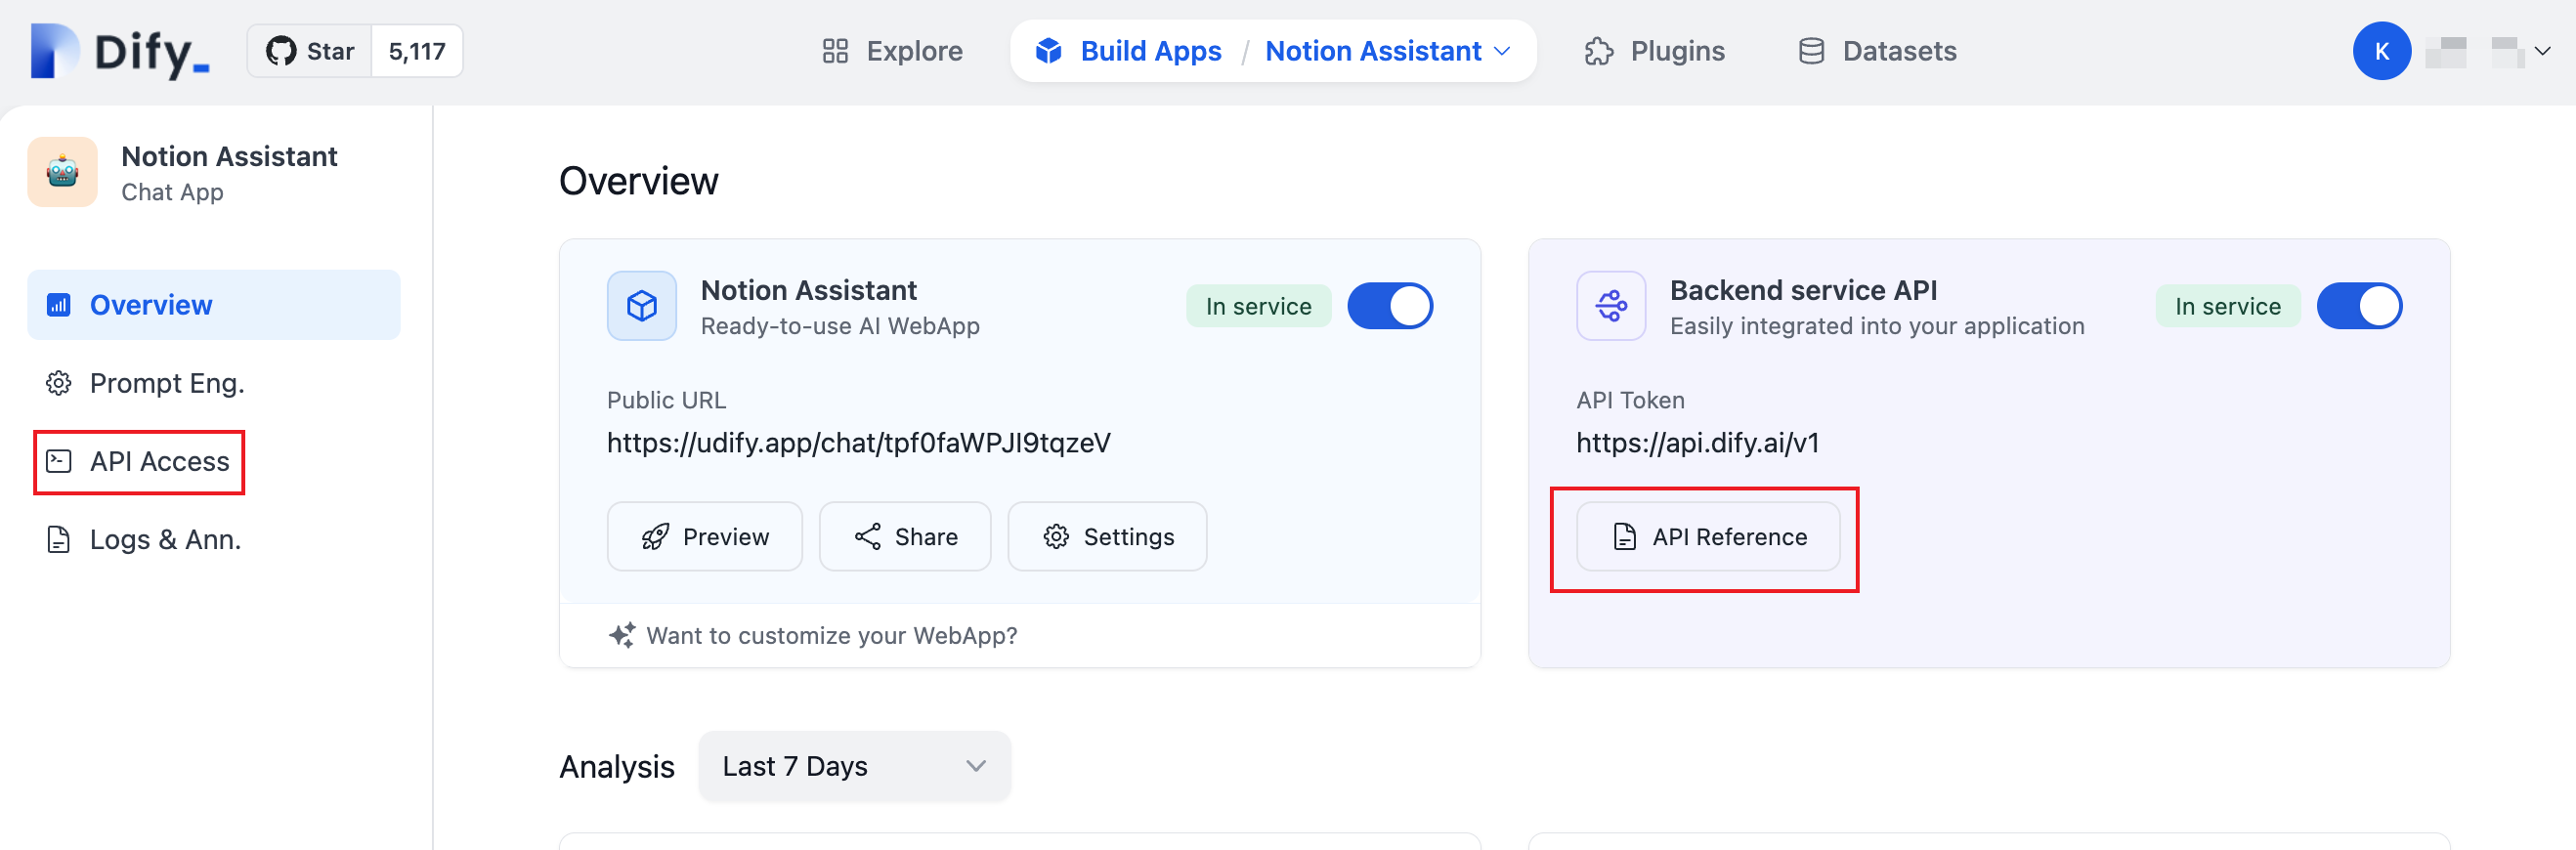 Dify_
Star 5,117
Explore
Build Apps / Notion Assistant
Plugins
Datasets
K
Notion Assistant
Chat App
Overview
Prompt Eng.
API Access
Logs & Ann.
Overview
Notion Assistant
Ready-to-use AI WebApp
In service
Public URL
https://udify.app/chat/tpf0faWPJI9tqzeV
Preview
Share
Settings
Want to customize your WebApp?
Backend service API
Easily integrated into your application
In service
API Token
https://api.dify.ai/v1
API Reference
Analysis
Last 7 Days